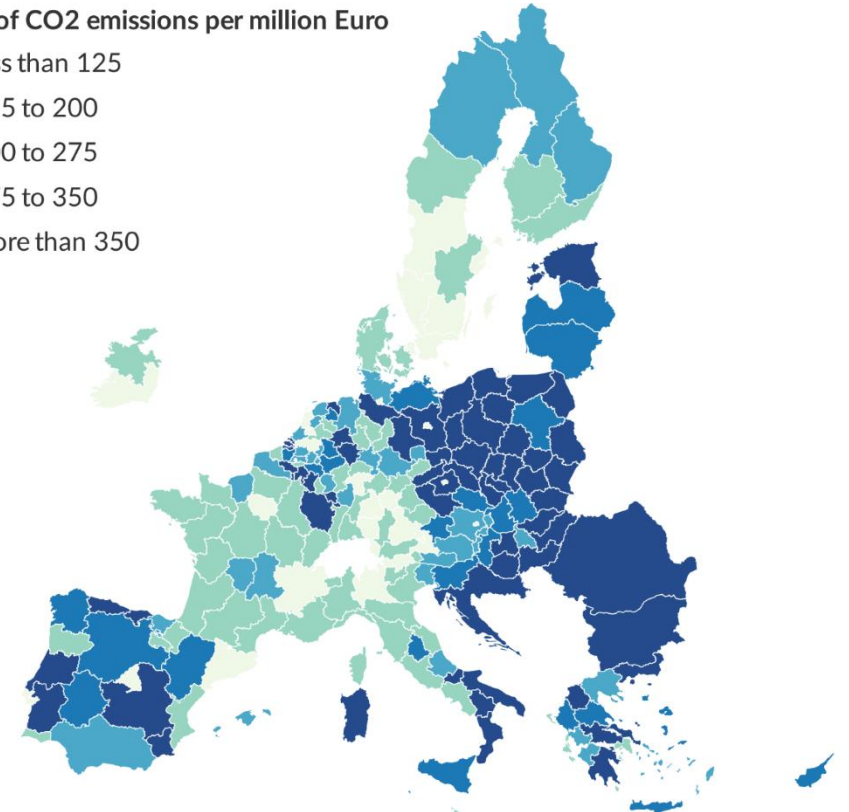 of CO2 emissions per million Euro
ss than 125
5 to 200
0 to 275
5 to 350
ore than 350